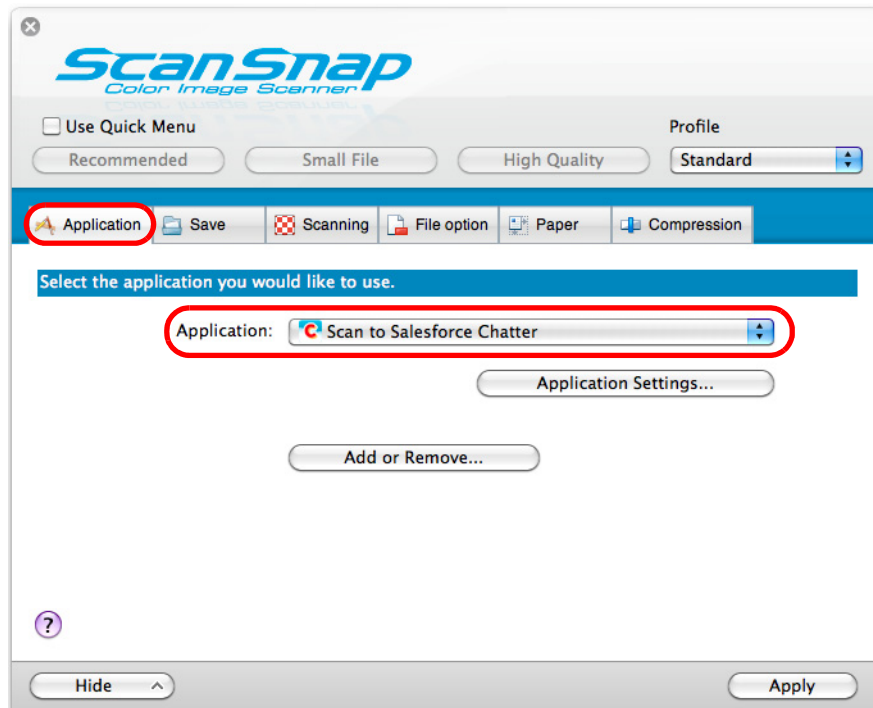 ScanSnap
Color Image Scanner
Use Quick Menu
Profile
Recommended Small File High Quality Standard
Application Save Scanning File option Paper Compression
Select the application you would like to use.
Application: Scan to Salesforce Chatter
Application Settings...
Add or Remove...
?
Hide Apply